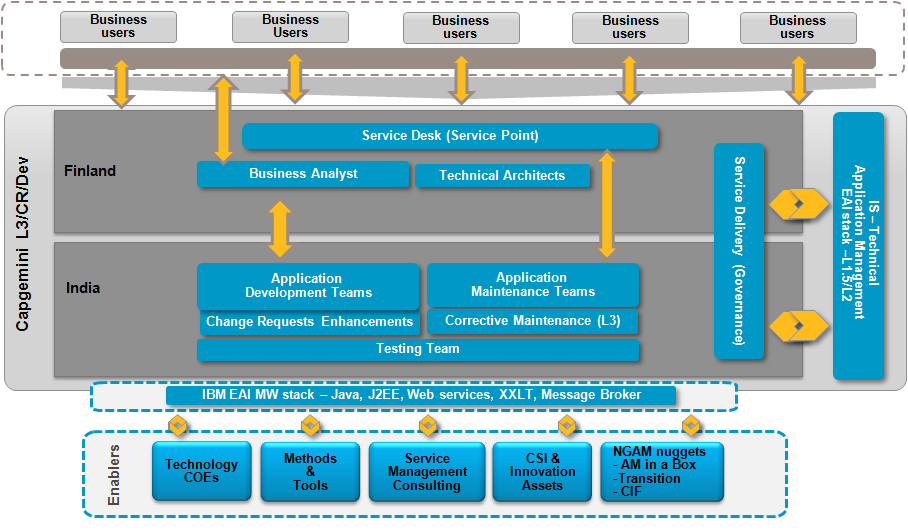 Business
users
Business
Users
Business
users
Business
users
Business
users
Capgemini L3/CR/Dev
Finland
Service Desk (Service Point)
Business Analyst
Technical Architects
Service Delivery (Governance)
IS – Technical
Application Management
EAI stack –L1.5/L2
India
Application
Development Teams
Application
Maintenance Teams
Change Requests Enhancements
Corrective Maintenance (L3)
Testing Team
IBM EAI MW stack – Java, J2EE, Web services, XXLT, Message Broker
Enablers
Technology
COEs
Methods
&
Tools
Service
Management
Consulting
CSI &
Innovation
Assets
NGAM nuggets
- AM in a Box
-Transition
- CIF